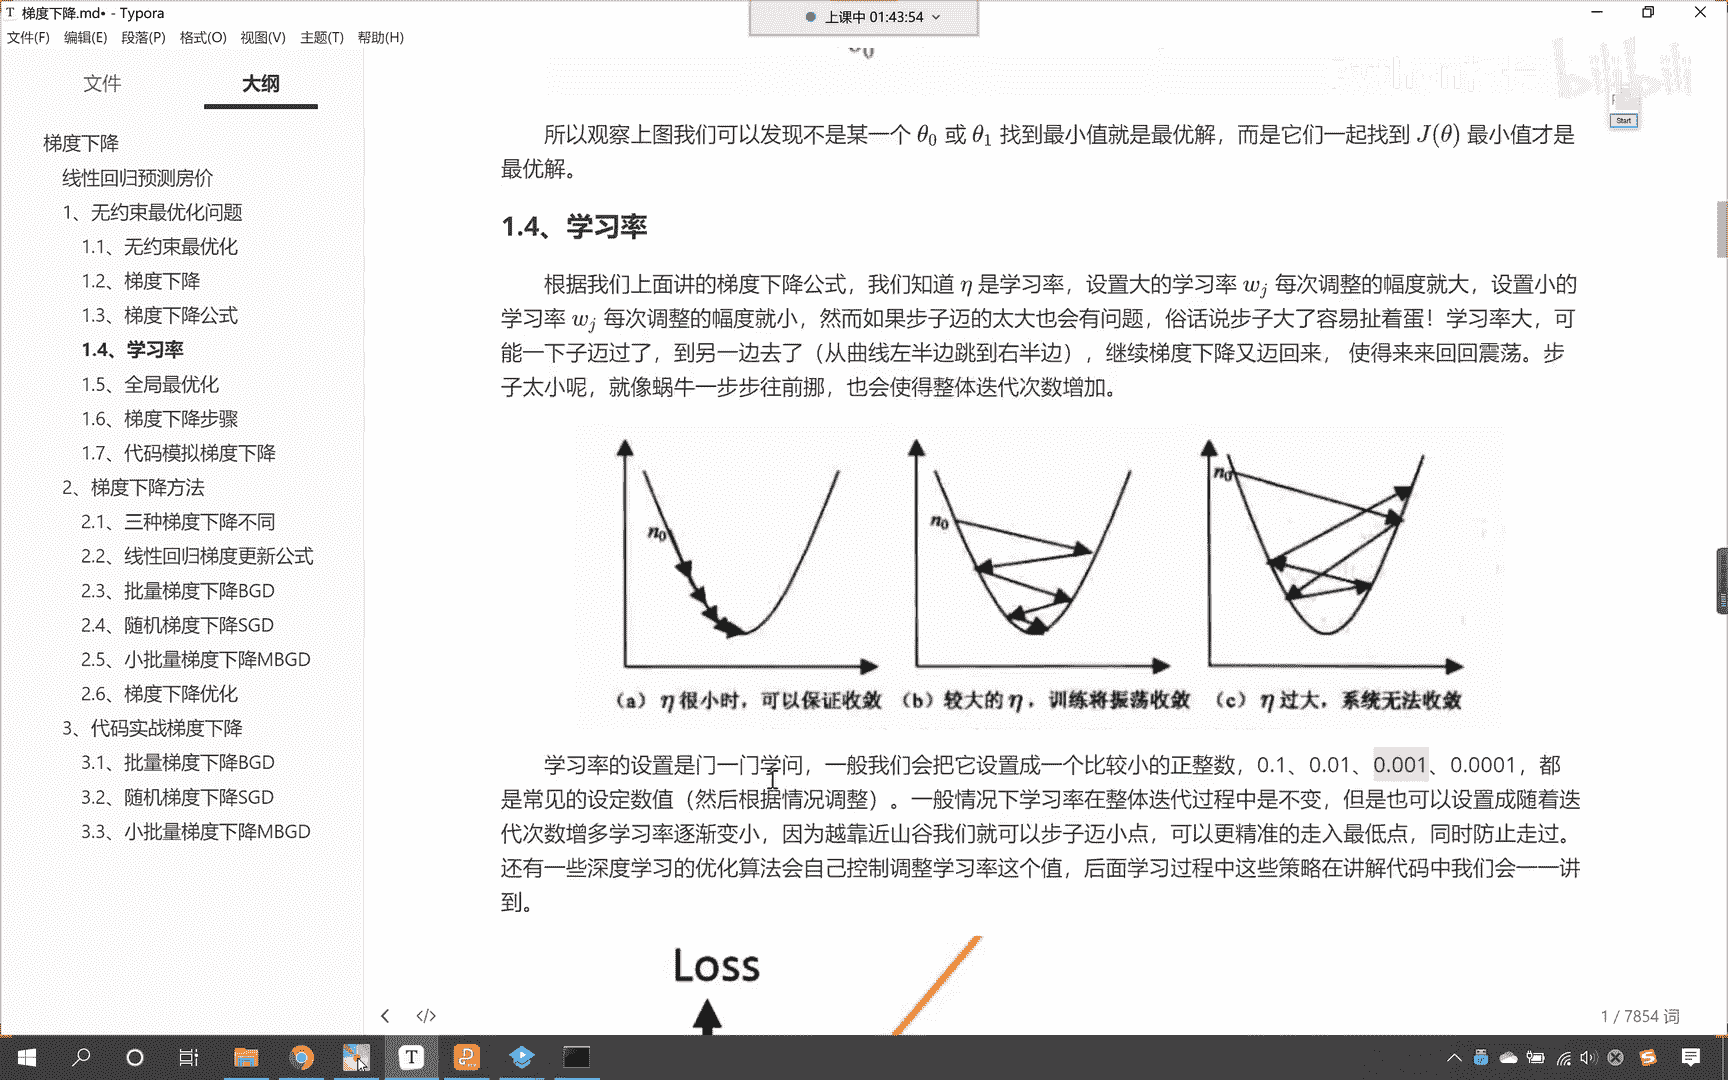 梯度下降.md• - Typora
上课中 01:43:54
文件(F) 编辑(E) 段落(P) 格式(O) 视图(V) 主题(T) 帮助(H)
bilibili
Start
文件 大纲
梯度下降
线性回归预测房价
1、无约束最优化问题
1.1、无约束最优化
1.2、梯度下降
1.3、梯度下降公式
1.4、学习率
1.5、全局最优化
1.6、梯度下降步骤
1.7、代码模拟梯度下降
2、梯度下降方法
2.1、三种梯度下降不同
2.2、线性回归梯度更新公式
2.3、批量梯度下降BGD
2.4、随机梯度下降SGD
2.5、小批量梯度下降MBGD
2.6、梯度下降优化
3、代码实战梯度下降
3.1、批量梯度下降BGD
3.2、随机梯度下降SGD
3.3、小批量梯度下降MBGD
所以观察上图我们可以发现不是某一个 θ₀ 或 θ₁ 找到最小值就是最优解，而是它们一起找到 J(θ) 最小值才是
最优解。
1.4、学习率
根据我们上面讲的梯度下降公式，我们知道 η 是学习率，设置大的学习率 wⱼ 每次调整的幅度就大，设置小的
学习率 wⱼ 每次调整的幅度就小，然而如果步子迈的太大也会有问题，俗话说步子大了容易扯着蛋！学习率大，可
能一下子迈过了，到另一边去了（从曲线左半边跳到右半边），继续梯度下降又迈回来， 使得来来回回震荡。步
子太小呢，就像蜗牛一步步往前挪，也会使得整体迭代次数增加。
n₀ n₀ n₀
（a）η 很小时，可以保证收敛 （b）较大的 η，训练将振荡收敛 （c）η 过大，系统无法收敛
学习率的设置是门一门学问，一般我们会把它设置成一个比较小的正整数，0.1、0.01、0.001、0.0001，都
是常见的设定数值（然后根据情况调整）。一般情况下学习率在整体迭代过程中是不变，但是也可以设置成随着迭
代次数增多学习率逐渐变小，因为越靠近山谷我们就可以步子迈小点，可以更精准的走入最低点，同时防止走过。
还有一些深度学习的优化算法会自己控制调整学习率这个值，后面学习过程中这些策略在讲解代码中我们会一一讲
到。
Loss
1 / 7854 词